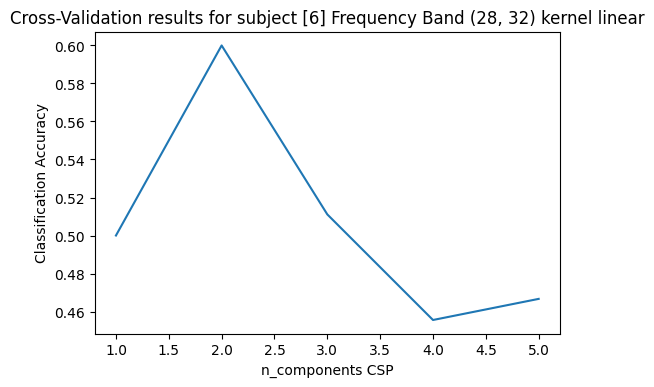 Cross-Validation results for subject [6] Frequency Band (28, 32) kernel linear
Classification Accuracy
0.60
0.58
0.56
0.54
0.52
0.50
0.48
0.46
1.0 1.5 2.0 2.5 3.0 3.5 4.0 4.5 5.0
n_components CSP